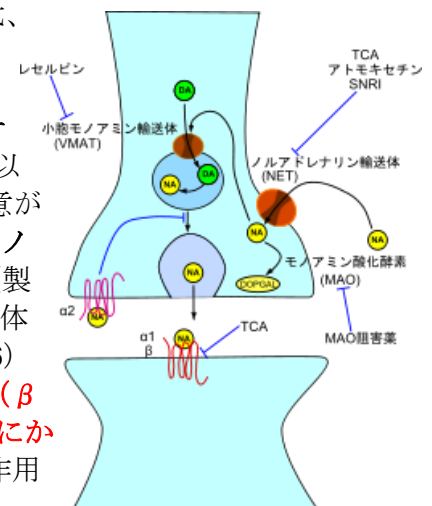 、
レセルピン
TCA
アトモキセチン
SNRI
DA
小胞モノアミン輸送体
(VMAT)
以
ノルアドレナリン輸送体
(NET)
NA
DA
意が
NA
NA
ノ
モノアミン酸化酵素
(MAO)
製
DOPGAL
NA
体
α2
NA
α1
β
NA
TCA
MAO阻害薬
(β
にか
作用